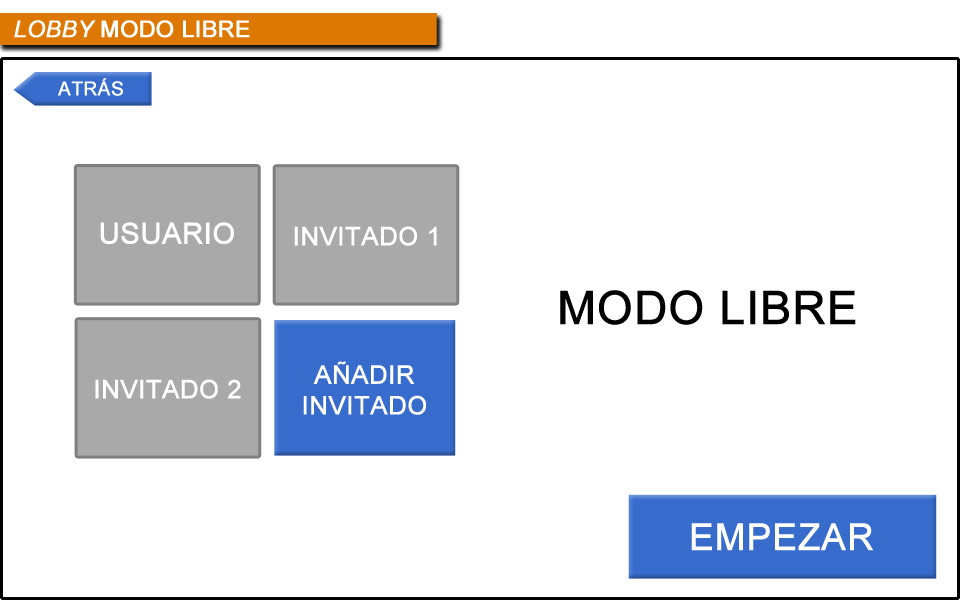 LOBBY MODO LIBRE
ATRÁS
USUARIO
INVITADO 1
INVITADO 2
AÑADIR
INVITADO
MODO LIBRE
EMPEZAR